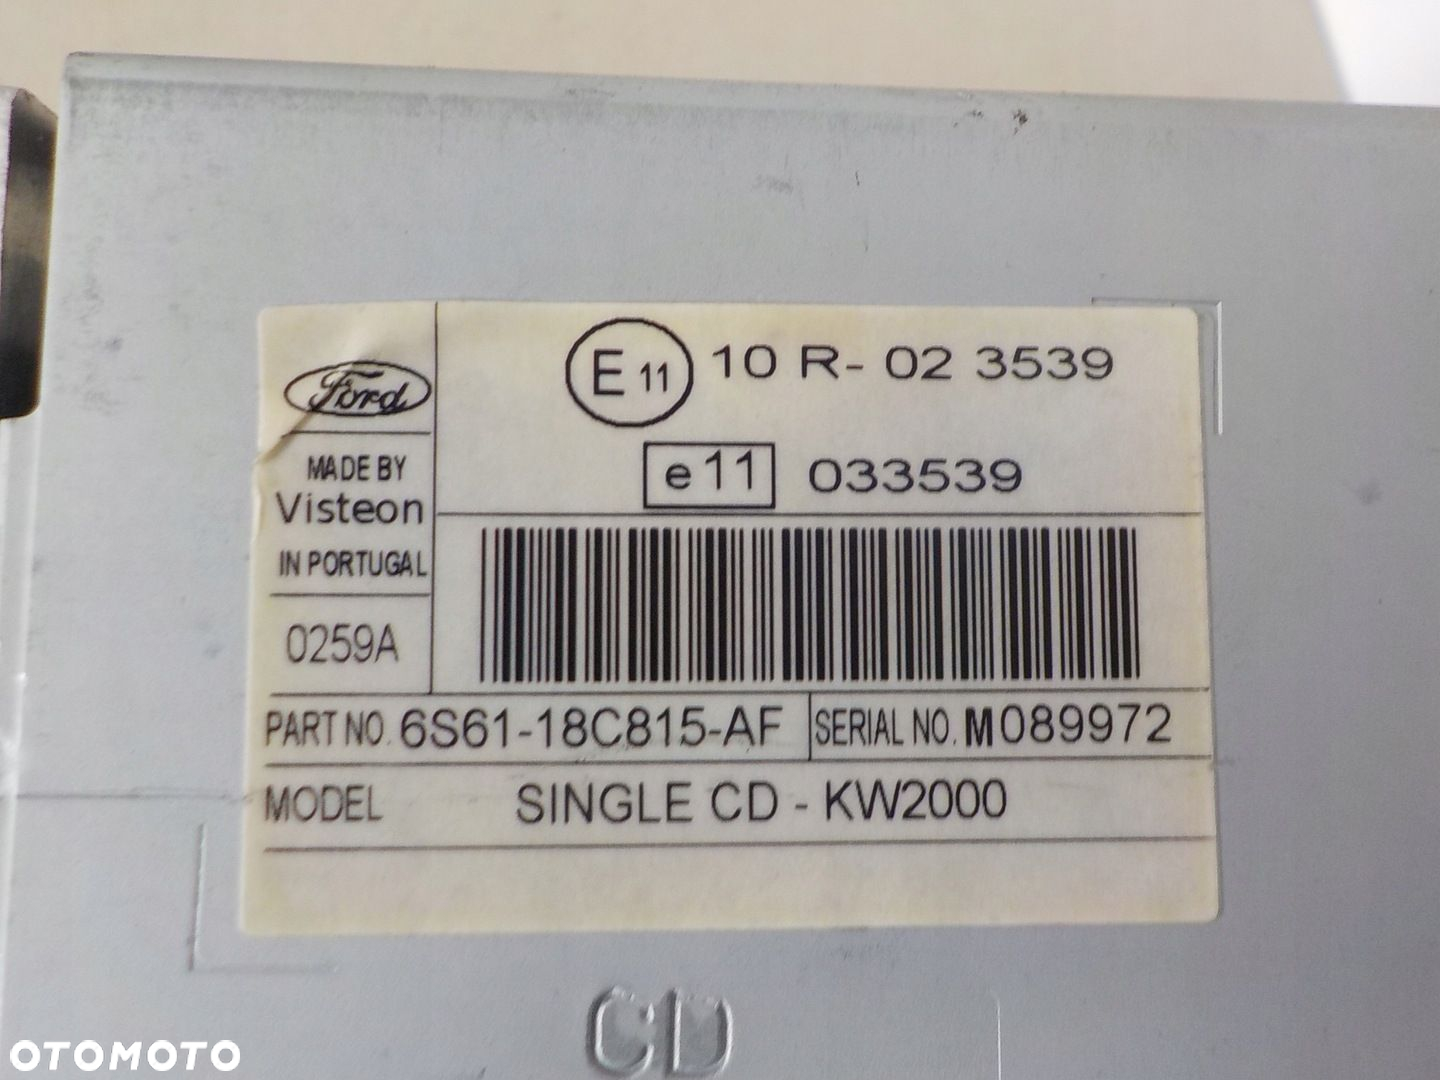 Ford
MADE BY
Visteon
IN PORTUGAL
0259A
E 11 10 R- 02 3539
e11 033539
PART NO. 6S61-18C815-AF SERIAL NO. M089972
MODEL SINGLE CD - KW2000
CD
OTOMOTO